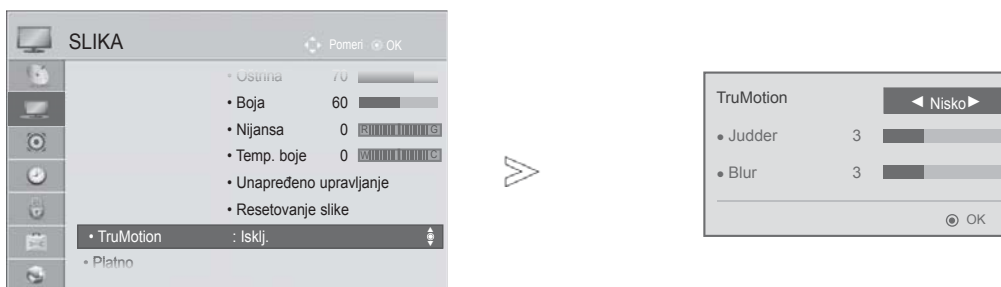 SLIKA
Pomeri OK
• Oštrina 70
• Boja 60
• Nijansa 0 R G
• Temp. boje 0 W C
• Unapređeno upravljanje
• Resetovanje slike
• TruMotion : Isklj.
• Platno
TruMotion ◄ Nisko ►
• Judder 3
• Blur 3
OK